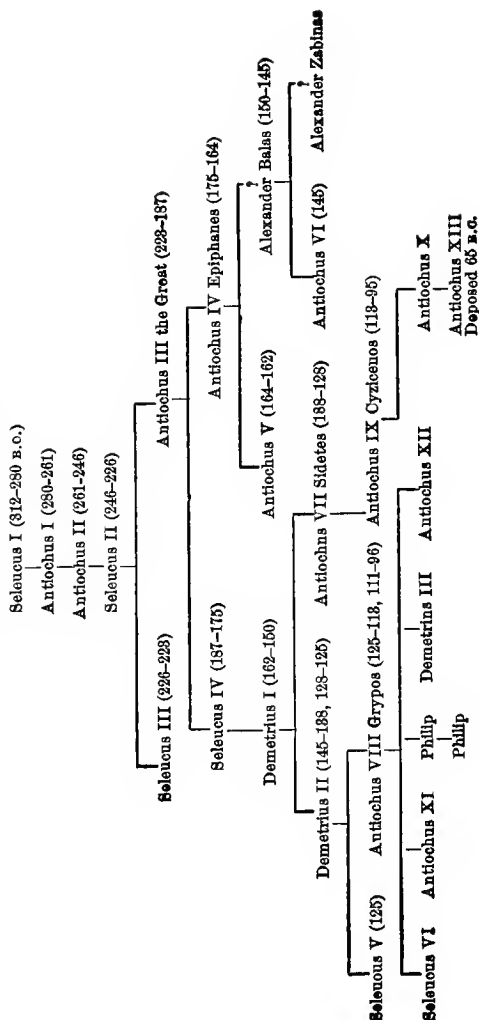 Seleucus I (312–280 B.C.)
Antiochus I (280–261)
Antiochus II (261–246)
Seleucus II (246–226)
Seleucus III (226–223) Antiochus III the Great (223–187)
Seleucus IV (187–175) Antiochus IV Epiphanes (175–164)
Demetrius I (162–150) Antiochus V (164–162) ? Alexander Balas (150–145)
Demetrius II (145–138, 128–125) Antiochus VII Sidetes (138–128) Antiochus VI (145) ? Alexander Zabinas
Seleucus V (125) Antiochus VIII Grypos (125–113, 111–96) Antiochus IX Cyzicenos (113–95)
Seleucus VI Antiochus XI Philip Demetrius III Antiochus XII Antiochus X
Philip Antiochus XIII
Deposed 65 B.C.